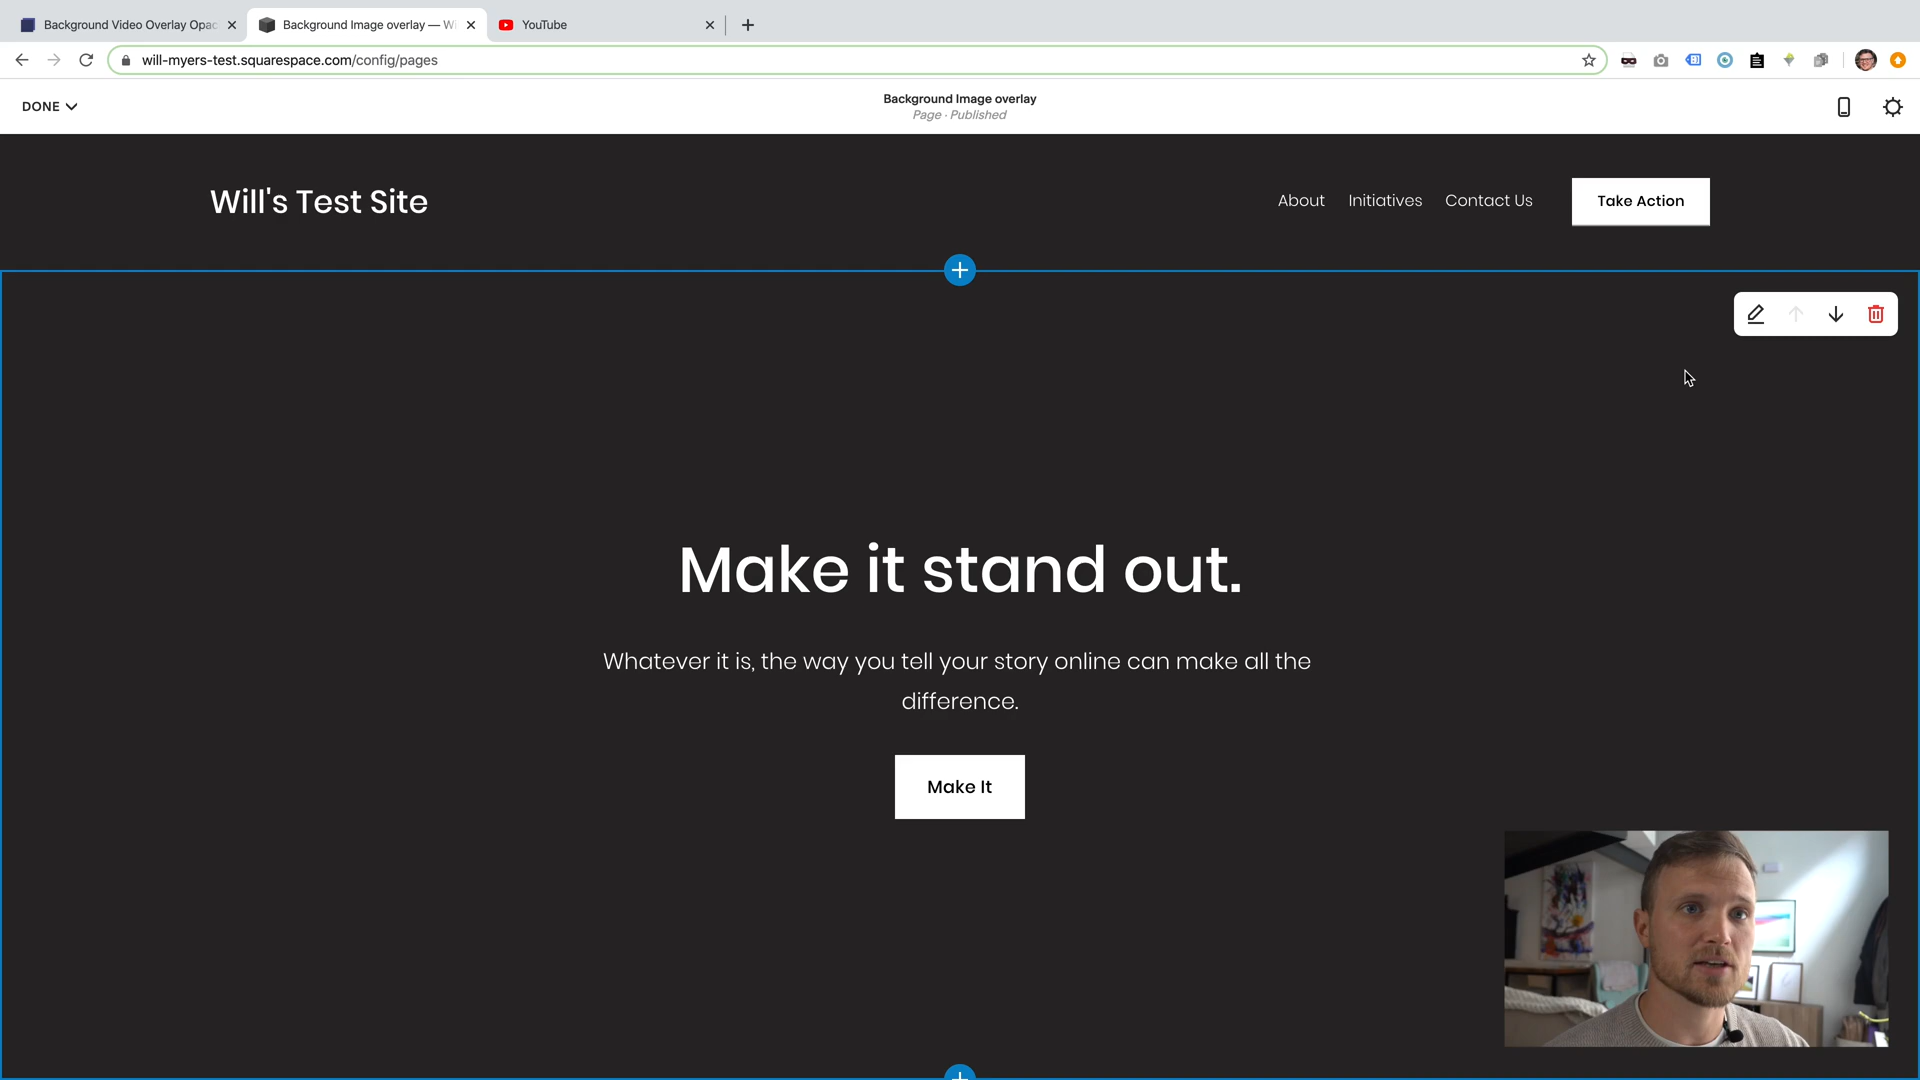 Background Video Overlay Opac
Background Image overlay — Wi
YouTube
will-myers-test.squarespace.com/config/pages
DONE
Background Image overlay
Page · Published
Will's Test Site
About
Initiatives
Contact Us
Take Action
Make it stand out.
Whatever it is, the way you tell your story online can make all the
difference.
Make It